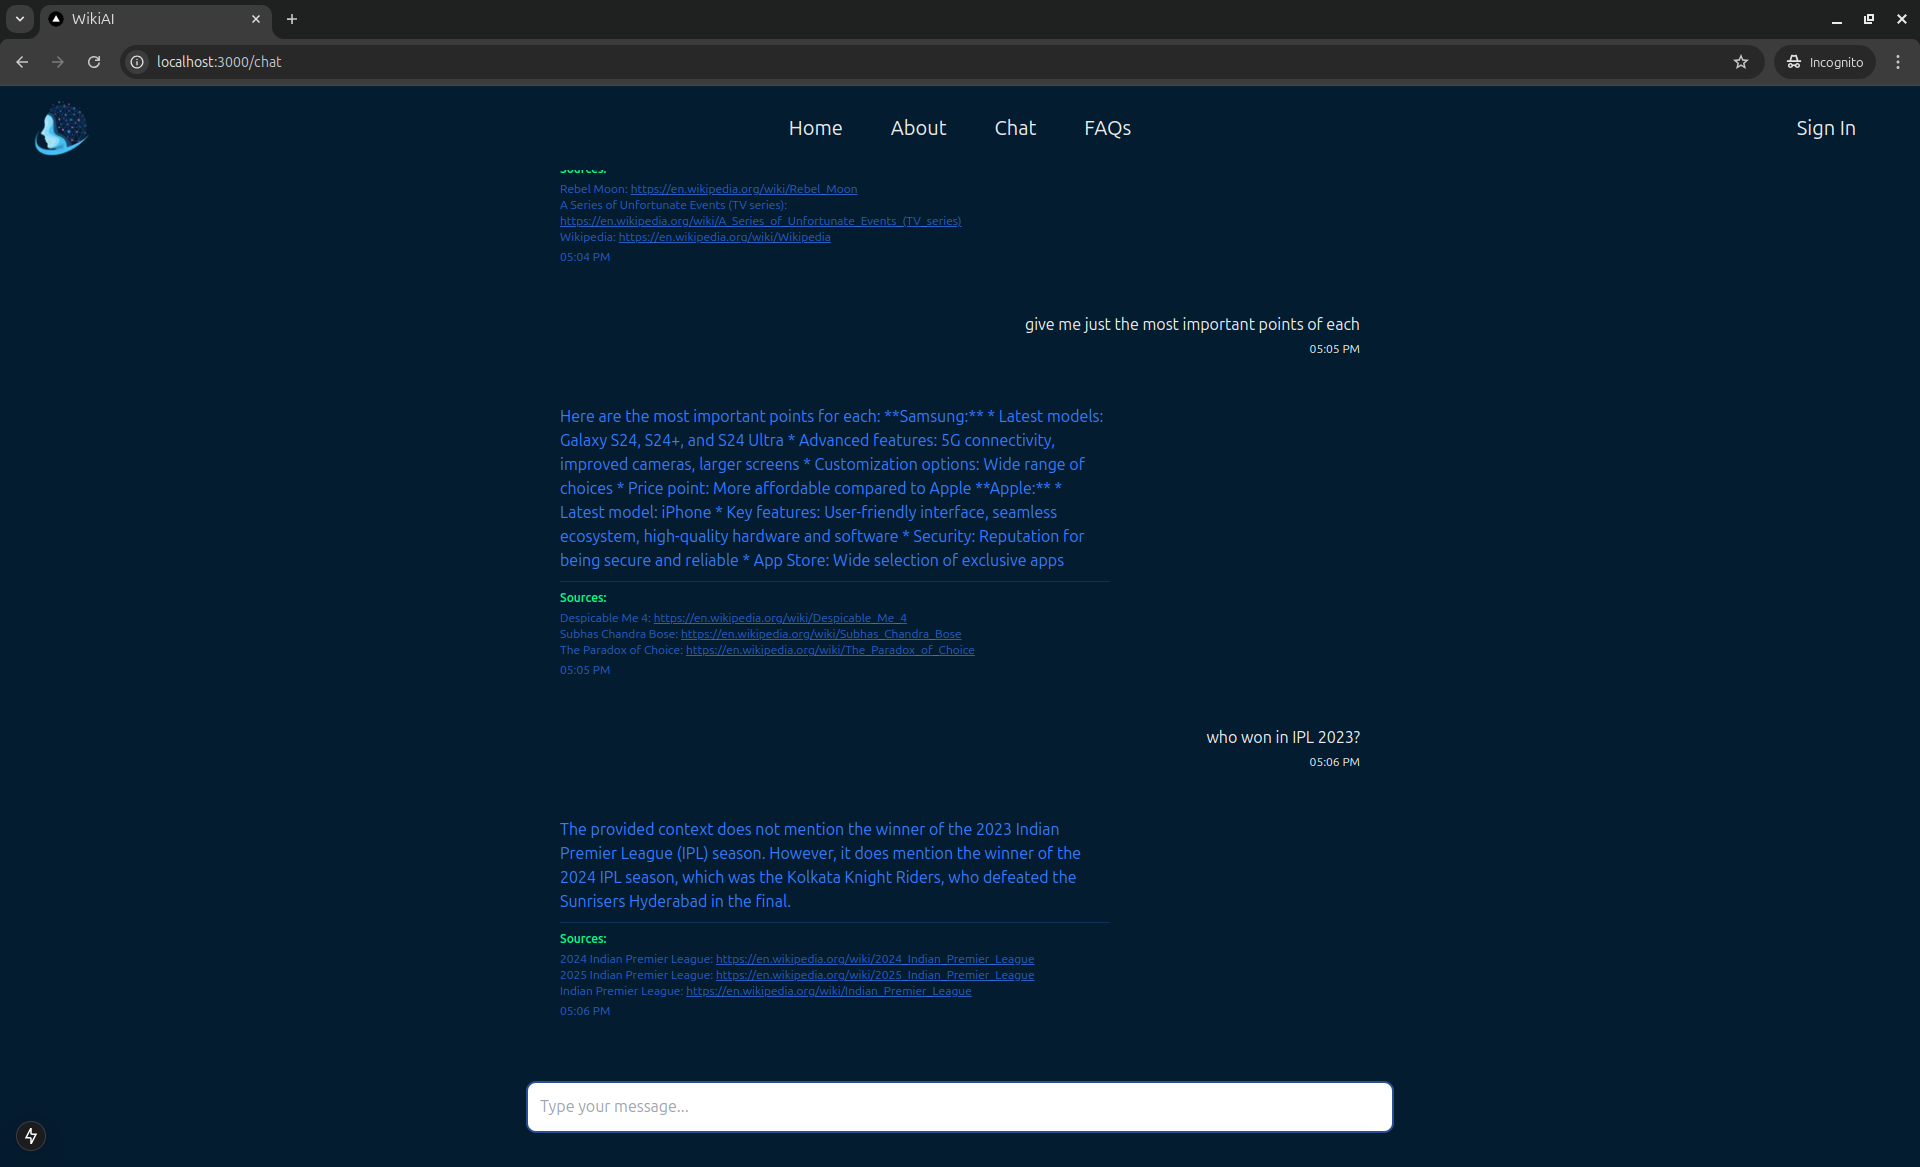 WikiAI
localhost:3000/chat
Incognito
Home About Chat FAQs Sign In
Sources:
Rebel Moon: https://en.wikipedia.org/wiki/Rebel_Moon
A Series of Unfortunate Events (TV series):
https://en.wikipedia.org/wiki/A_Series_of_Unfortunate_Events_(TV_series)
Wikipedia: https://en.wikipedia.org/wiki/Wikipedia
05:04 PM
give me just the most important points of each
05:05 PM
Here are the most important points for each: **Samsung:** * Latest models:
Galaxy S24, S24+, and S24 Ultra * Advanced features: 5G connectivity,
improved cameras, larger screens * Customization options: Wide range of
choices * Price point: More affordable compared to Apple **Apple:** *
Latest model: iPhone * Key features: User-friendly interface, seamless
ecosystem, high-quality hardware and software * Security: Reputation for
being secure and reliable * App Store: Wide selection of exclusive apps
Sources:
Despicable Me 4: https://en.wikipedia.org/wiki/Despicable_Me_4
Subhas Chandra Bose: https://en.wikipedia.org/wiki/Subhas_Chandra_Bose
The Paradox of Choice: https://en.wikipedia.org/wiki/The_Paradox_of_Choice
05:05 PM
who won in IPL 2023?
05:06 PM
The provided context does not mention the winner of the 2023 Indian
Premier League (IPL) season. However, it does mention the winner of the
2024 IPL season, which was the Kolkata Knight Riders, who defeated the
Sunrisers Hyderabad in the final.
Sources:
2024 Indian Premier League: https://en.wikipedia.org/wiki/2024_Indian_Premier_League
2025 Indian Premier League: https://en.wikipedia.org/wiki/2025_Indian_Premier_League
Indian Premier League: https://en.wikipedia.org/wiki/Indian_Premier_League
05:06 PM
Type your message...